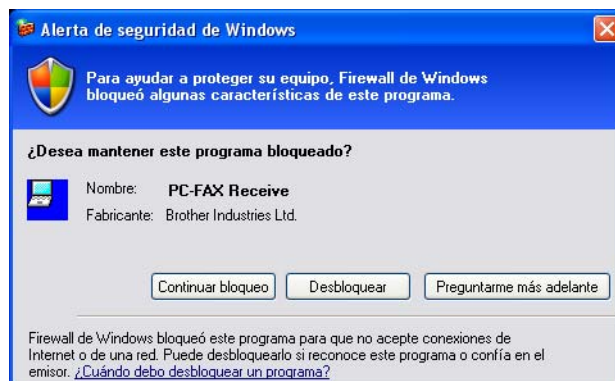 Alerta de seguridad de Windows
Para ayudar a proteger su equipo, Firewall de Windows
bloqueó algunas características de este programa.
¿Desea mantener este programa bloqueado?
Nombre: PC-FAX Receive
Fabricante: Brother Industries Ltd.
Continuar bloqueo Desbloquear Preguntarme más adelante
Firewall de Windows bloqueó este programa para que no acepte conexiones de
Internet o de una red. Puede desbloquearlo si reconoce este programa o confía en el
emisor. ¿Cuándo debo desbloquear un programa?